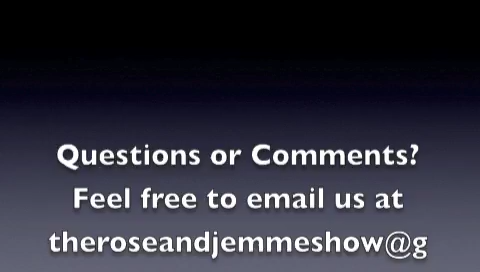 Questions or Comments?
Feel free to email us at
theroseandjemmeshow@g